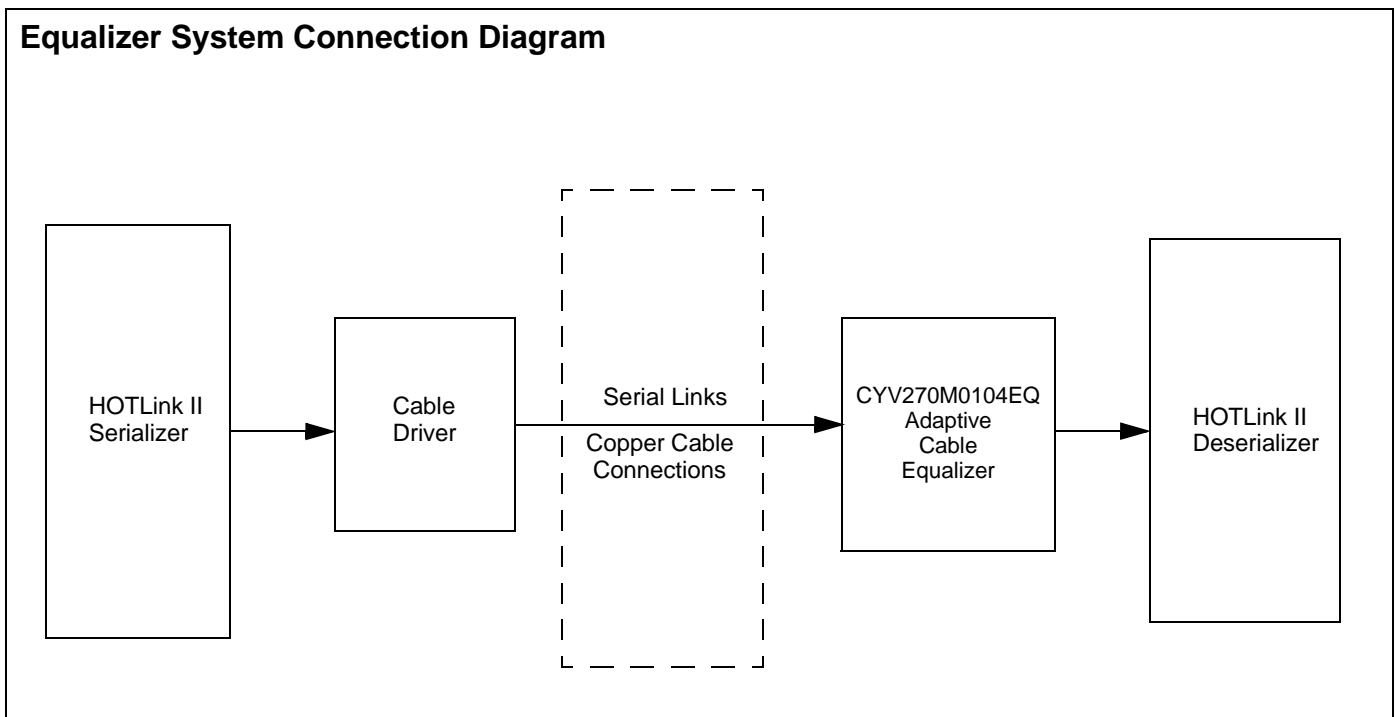 Equalizer System Connection Diagram
HOTLink II
Serializer
Cable
Driver
Serial Links
Copper Cable
Connections
CYV270M0104EQ
Adaptive
Cable
Equalizer
HOTLink II
Deserializer